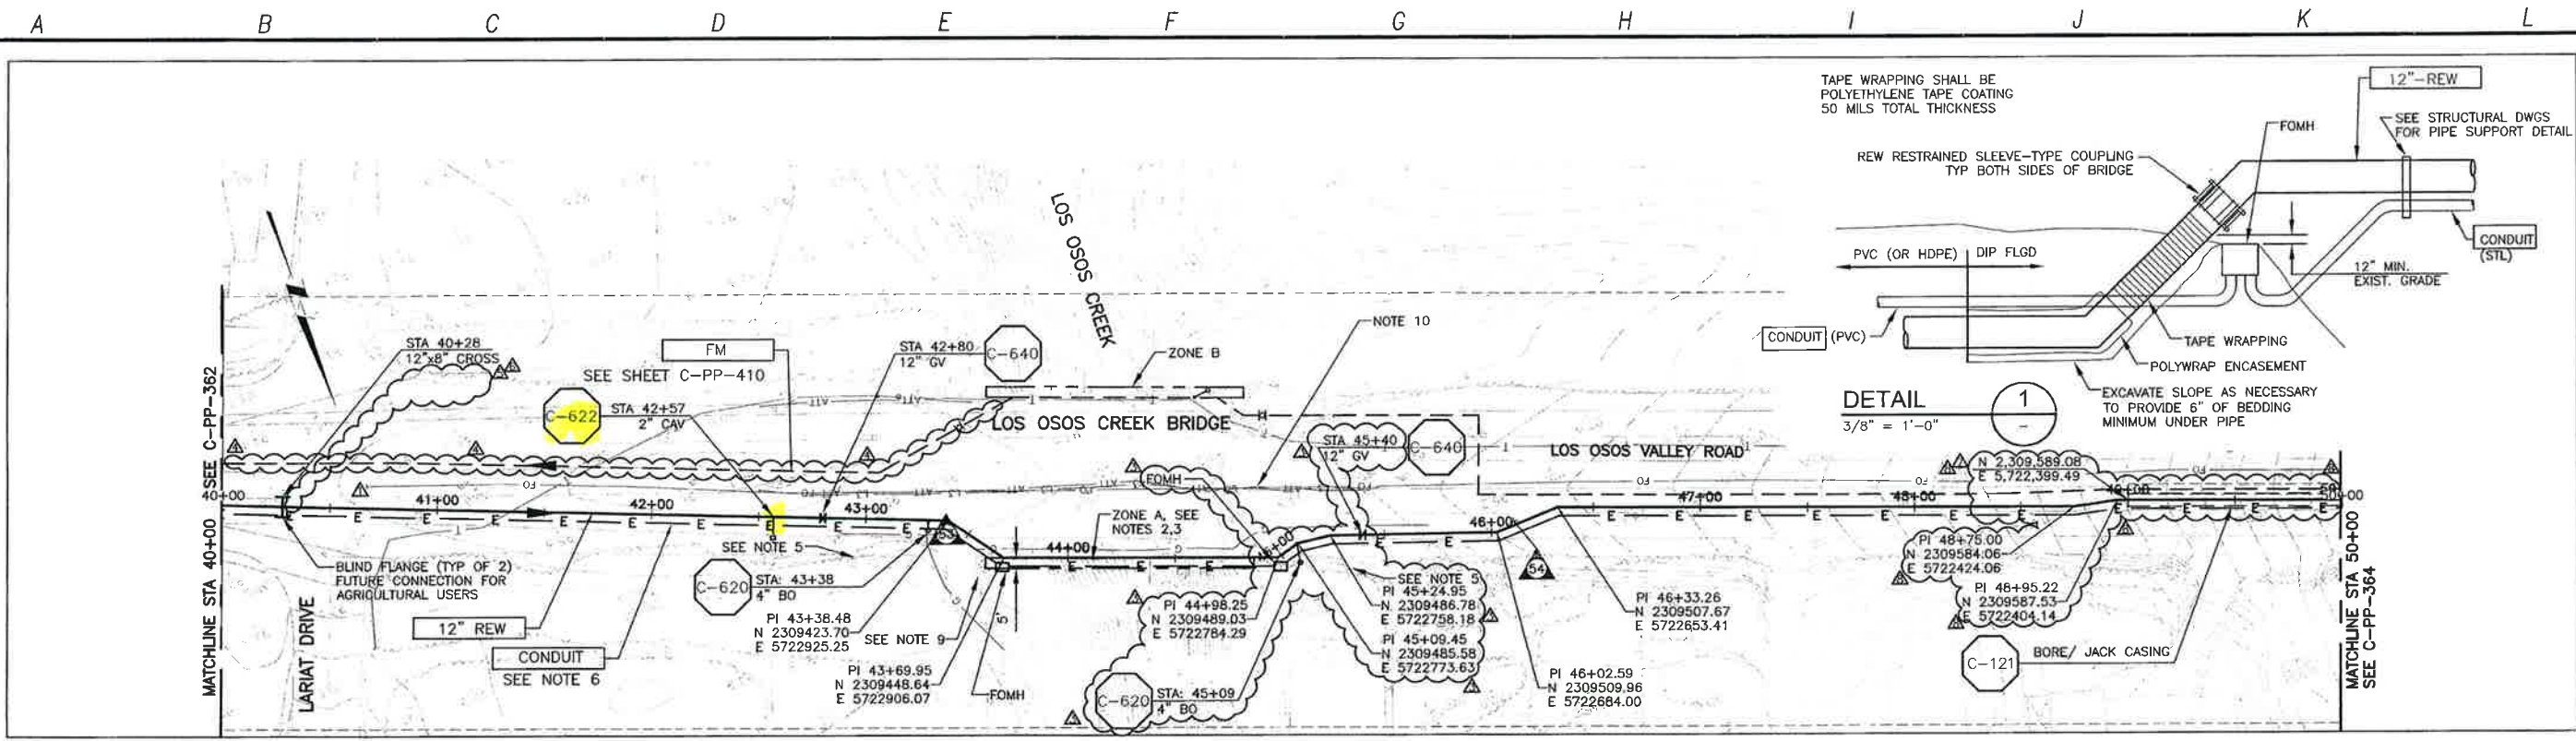 A B C D E F G H I J K L
TAPE WRAPPING SHALL BE
POLYETHYLENE TAPE COATING
50 MILS TOTAL THICKNESS
12"-REW
SEE STRUCTURAL DWGS
FOR PIPE SUPPORT DETAIL
FOMH
REW RESTRAINED SLEEVE-TYPE COUPLING
TYP BOTH SIDES OF BRIDGE
PVC (OR HDPE)
DIP FLGD
CONDUIT
(STL)
12" MIN.
EXIST. GRADE
CONDUIT (PVC)
TAPE WRAPPING
POLYWRAP ENCASEMENT
EXCAVATE SLOPE AS NECESSARY
TO PROVIDE 6" OF BEDDING
MINIMUM UNDER PIPE
DETAIL
3/8" = 1'-0"
1
-
LOS OSOS CREEK
NOTE 10
ZONE B
STA 40+28
12"x8" CROSS
FM
SEE SHEET C-PP-410
STA 42+80
12" GV
C-640
C-622
STA 42+57
2" CAV
LOS OSOS CREEK BRIDGE
STA 45+40
12" GV
C-640
LOS OSOS VALLEY ROAD
N 2,309,589.08
E 5,722,399.49
FOMH
MATCHLINE STA 40+00
SEE C-PP-362
40+00
41+00
42+00
43+00
44+00
45+00
46+00
47+00
48+00
49+00
50+00
ZONE A, SEE
NOTES 2,3
SEE NOTE 5
53
54
BLIND FLANGE (TYP OF 2)
FUTURE CONNECTION FOR
AGRICULTURAL USERS
LARIAT DRIVE
12" REW
CONDUIT
SEE NOTE 6
C-620
STA: 43+38
4" BO
PI 43+38.48
N 2309423.70
E 5722925.25
SEE NOTE 9
PI 43+69.95
N 2309448.64
E 5722906.07
5'
FOMH
PI 44+98.25
N 2309489.03
E 5722784.29
C-620
STA: 45+09
4" BO
SEE NOTE 5
PI 45+24.95
N 2309486.78
E 5722758.18
PI 45+09.45
N 2309485.58
E 5722773.63
PI 46+02.59
N 2309509.96
E 5722684.00
PI 46+33.26
N 2309507.67
E 5722653.41
PI 48+75.00
N 2309584.06
E 5722424.06
PI 48+95.22
N 2309587.53
E 5722404.14
C-121
BORE/ JACK CASING
MATCHLINE STA 50+00
SEE C-PP-364